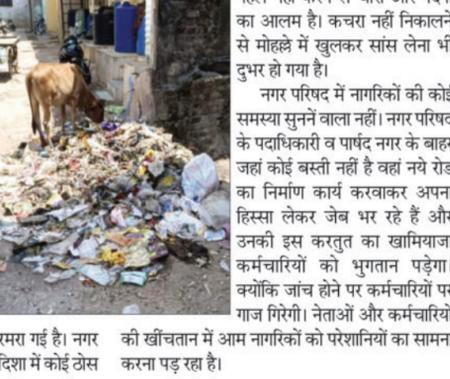 रमरा गई है। नगर
दिशा में कोई ठोस
का आलम है। कचरा नहीं निकालने
से मोहल्ले में खुलकर सांस लेना भी
दुभर हो गया है।
नगर परिषद में नागरिकों की कोई
समस्या सुननें वाला नहीं। नगर परिषद
के पदाधिकारी व पार्षद नगर के बाहर
जहां कोई बस्ती नहीं है वहां नये रोड
का निर्माण कार्य करवाकर अपना
हिस्सा लेकर जेब भर रहे हैं और
उनकी इस करतुत का खामियाज
कर्मचारियों को भुगतान पड़ेगा।
क्योंकि जांच होने पर कर्मचारियों पर
गाज गिरेगी। नेताओं और कर्मचारियो
की खींचतान में आम नागरिकों को परेशानियों का सामन
करना पड़ रहा है।